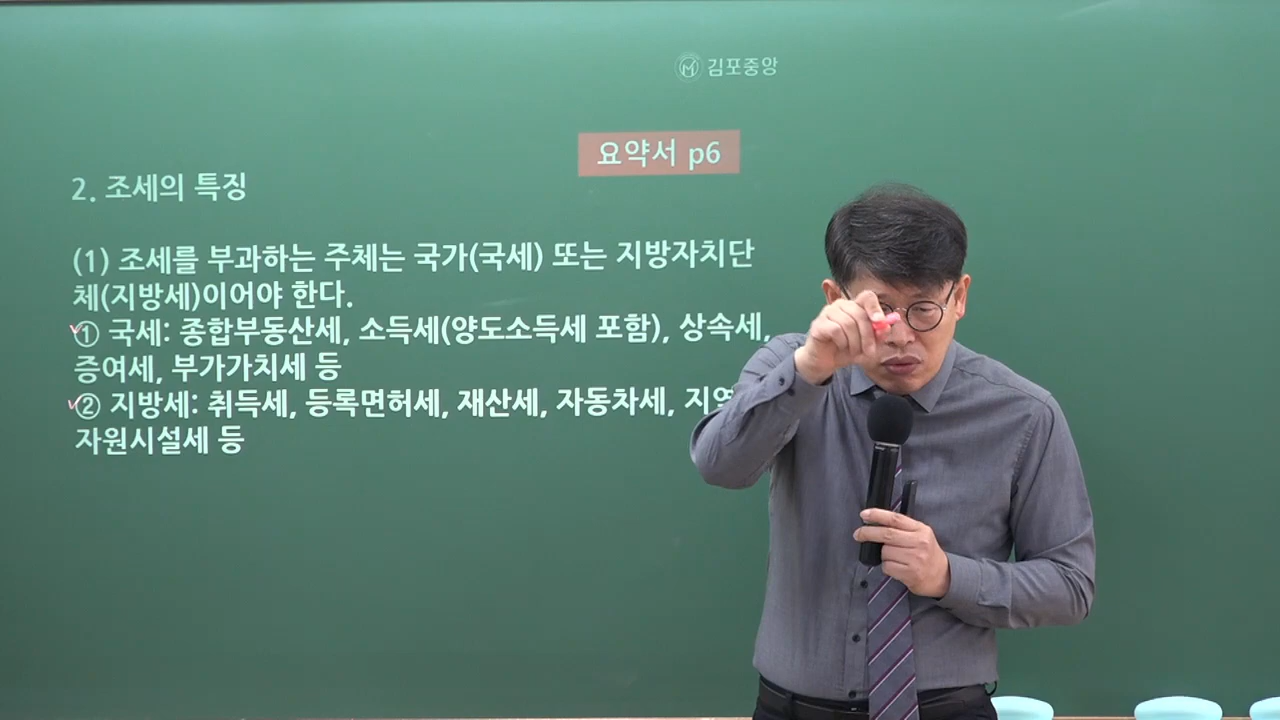 김포중앙
요약서 p6
2. 조세의 특징
(1) 조세를 부과하는 주체는 국가(국세) 또는 지방자치단
체(지방세)이어야 한다.
① 국세: 종합부동산세, 소득세(양도소득세 포함), 상속세,
증여세, 부가가치세 등
② 지방세: 취득세, 등록면허세, 재산세, 자동차세,
자원시설세 등